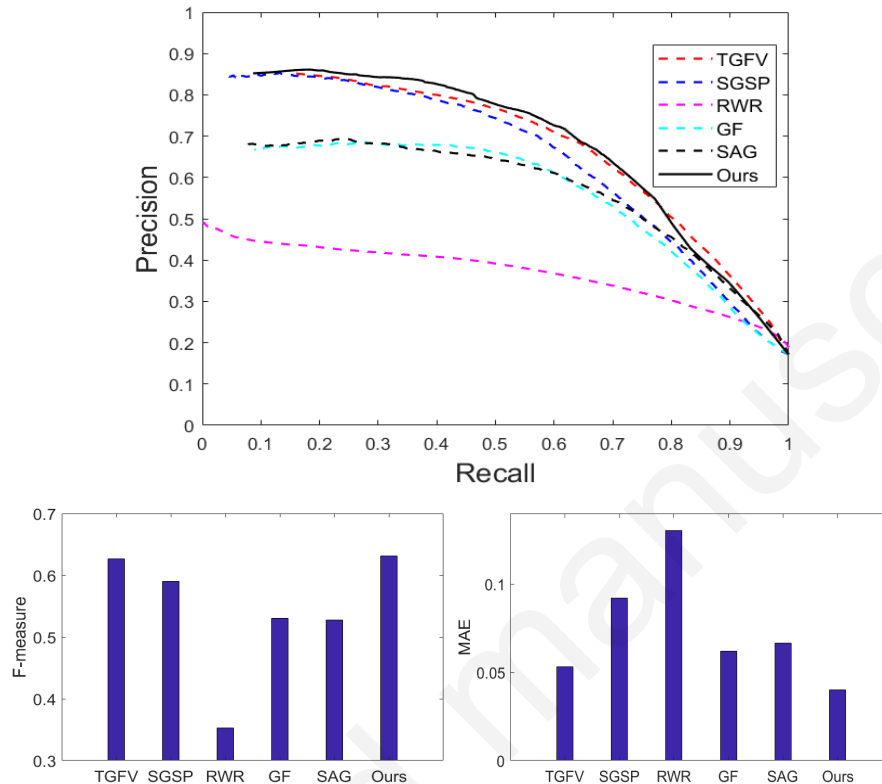 1
0.9
0.8
0.7
0.6
0.5
0.4
0.3
0.2
0.1
0
Precision
TGFV
SGSP
RWR
GF
SAG
Ours
0 0.1 0.2 0.3 0.4 0.5 0.6 0.7 0.8 0.9 1
Recall
0.7
0.6
0.5
0.4
0.3
F-measure
TGFV SGSP RWR GF SAG Ours
0.1
0.05
0
MAE
TGFV SGSP RWR GF SAG Ours